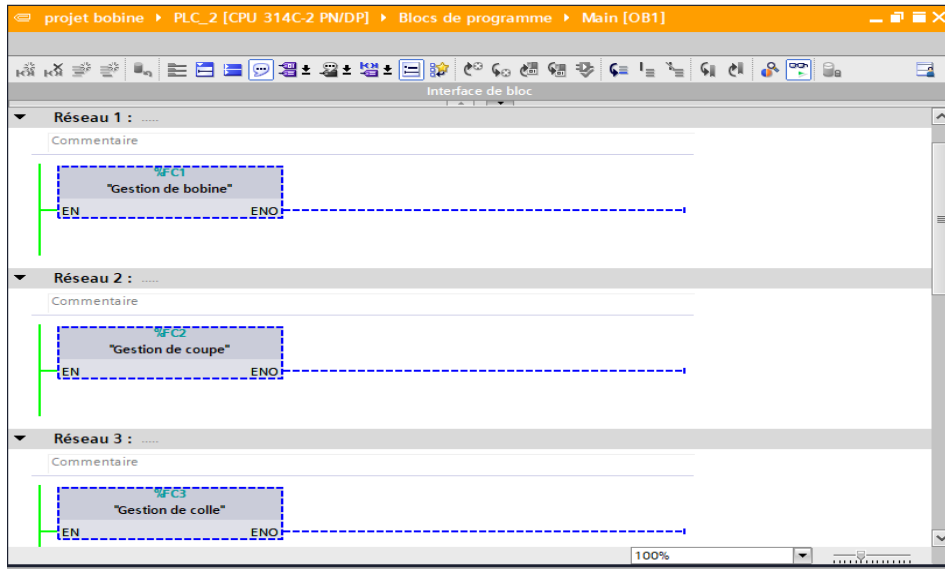 projet bobine ▸ PLC_2 [CPU 314C-2 PN/DP] ▸ Blocs de programme ▸ Main [OB1]
Interface de bloc
Réseau 1 : .....
Commentaire
%FC1
"Gestion de bobine"
EN ENO
Réseau 2 : .....
Commentaire
%FC2
"Gestion de coupe"
EN ENO
Réseau 3 : .....
Commentaire
%FC3
"Gestion de colle"
EN ENO
100%